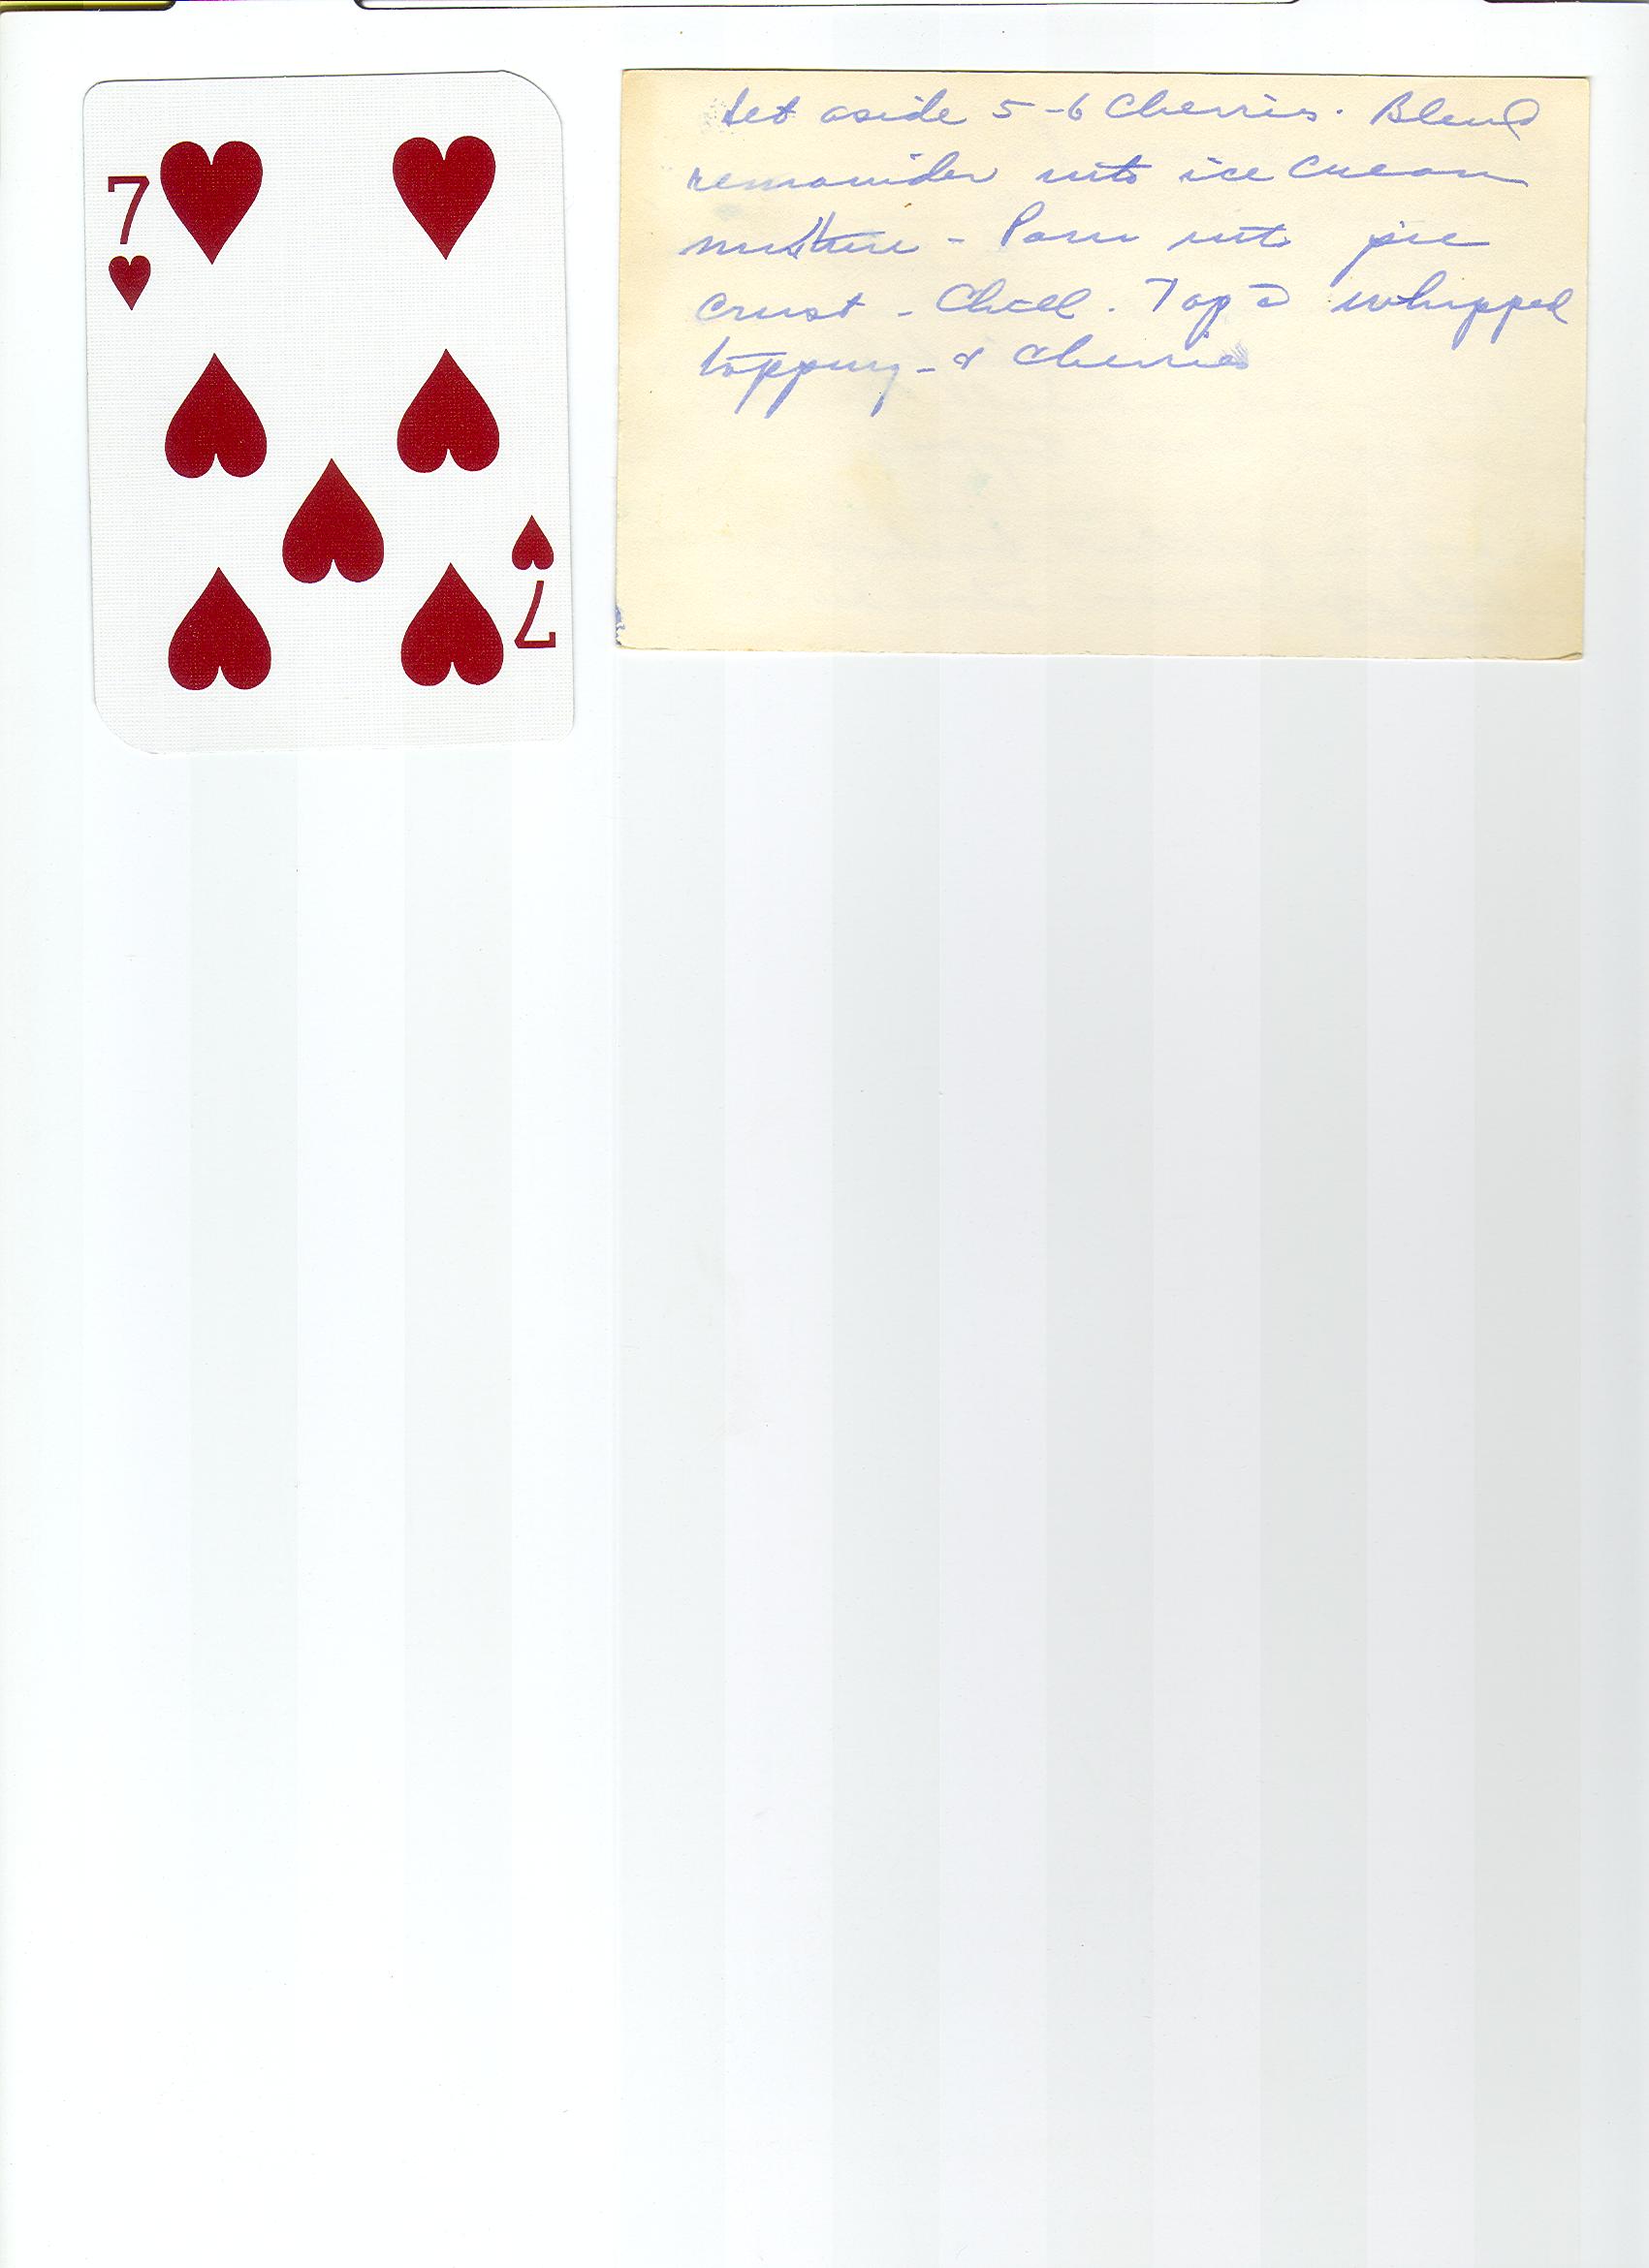 7
Set aside 5-6 Cherries. Blend
remainder into ice cream
mixture - Pour into pie
crust - Chill. Top c̄ whipped
topping - & Cherries
7